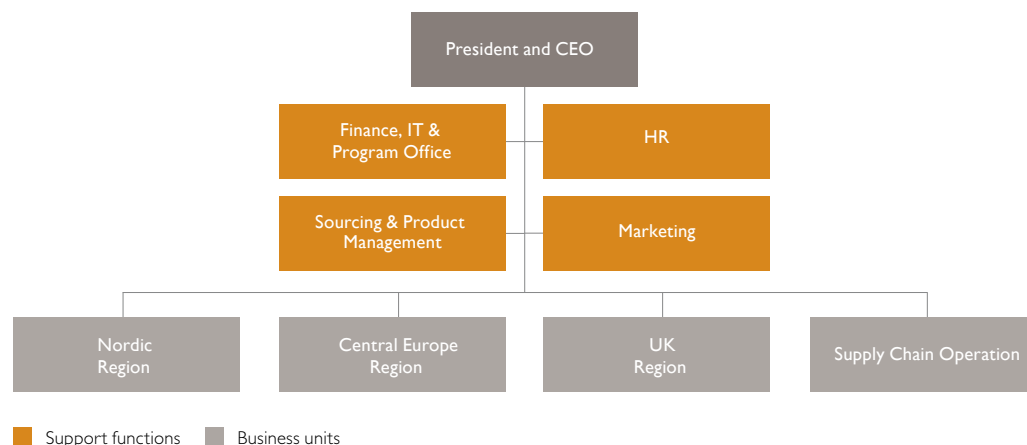 President and CEO
Finance, IT &
Program Office
HR
Sourcing & Product
Management
Marketing
Nordic
Region
Central Europe
Region
UK
Region
Supply Chain Operation
Support functions
Business units